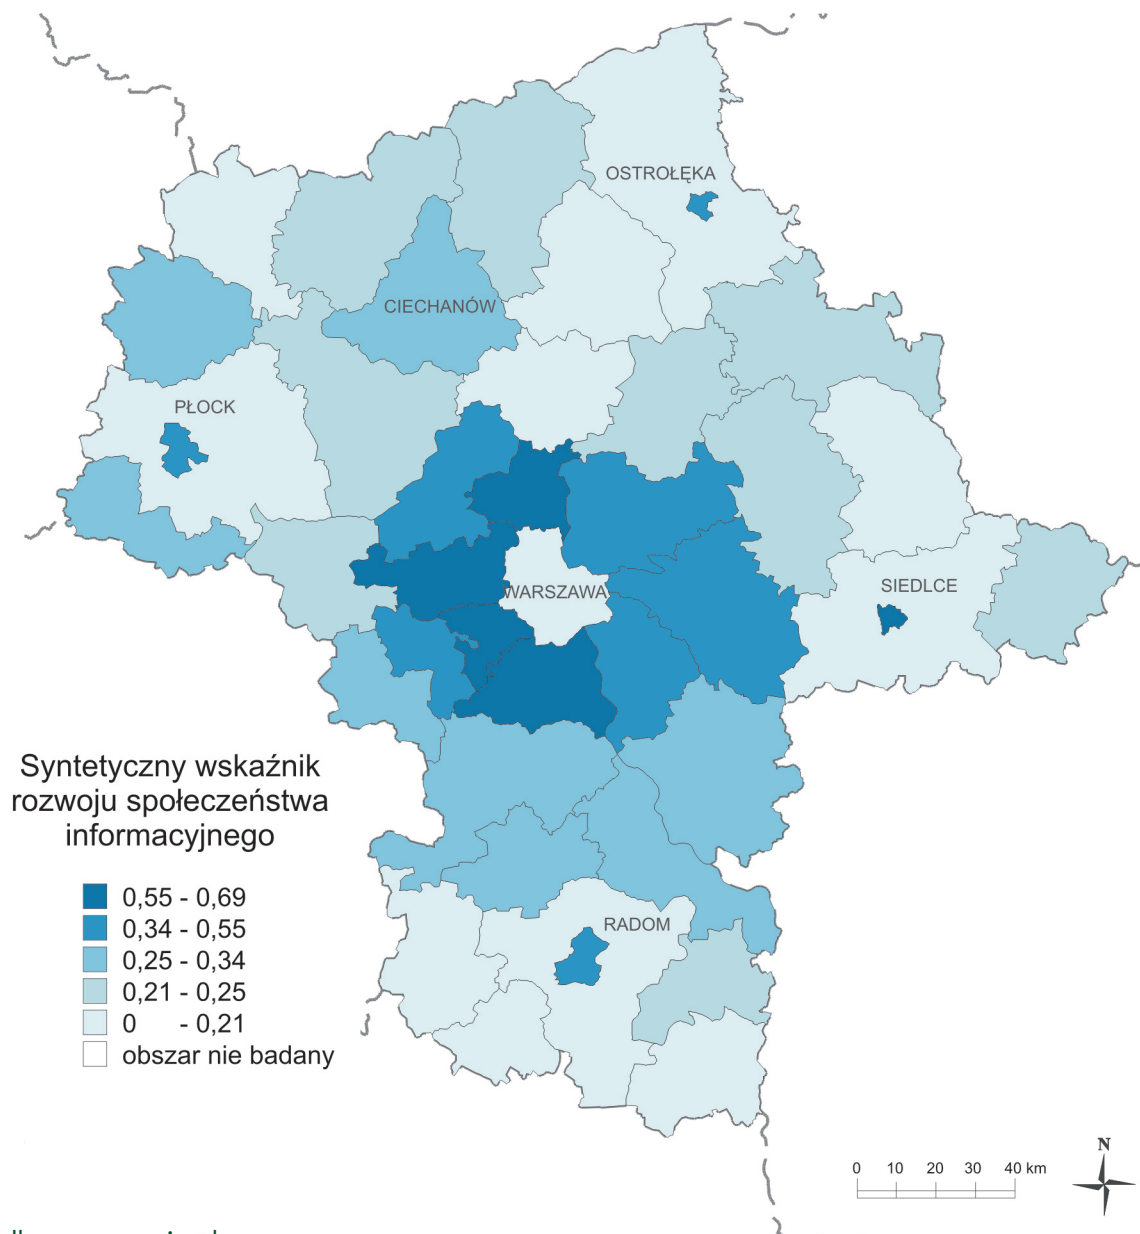 OSTROŁĘKA
CIECHANÓW
PŁOCK
WARSZAWA
SIEDLCE
RADOM
Syntetyczny wskaźnik
rozwoju społeczeństwa
informacyjnego
0,55 - 0,69
0,34 - 0,55
0,25 - 0,34
0,21 - 0,25
0 - 0,21
obszar nie badany
0 10 20 30 40 km
N